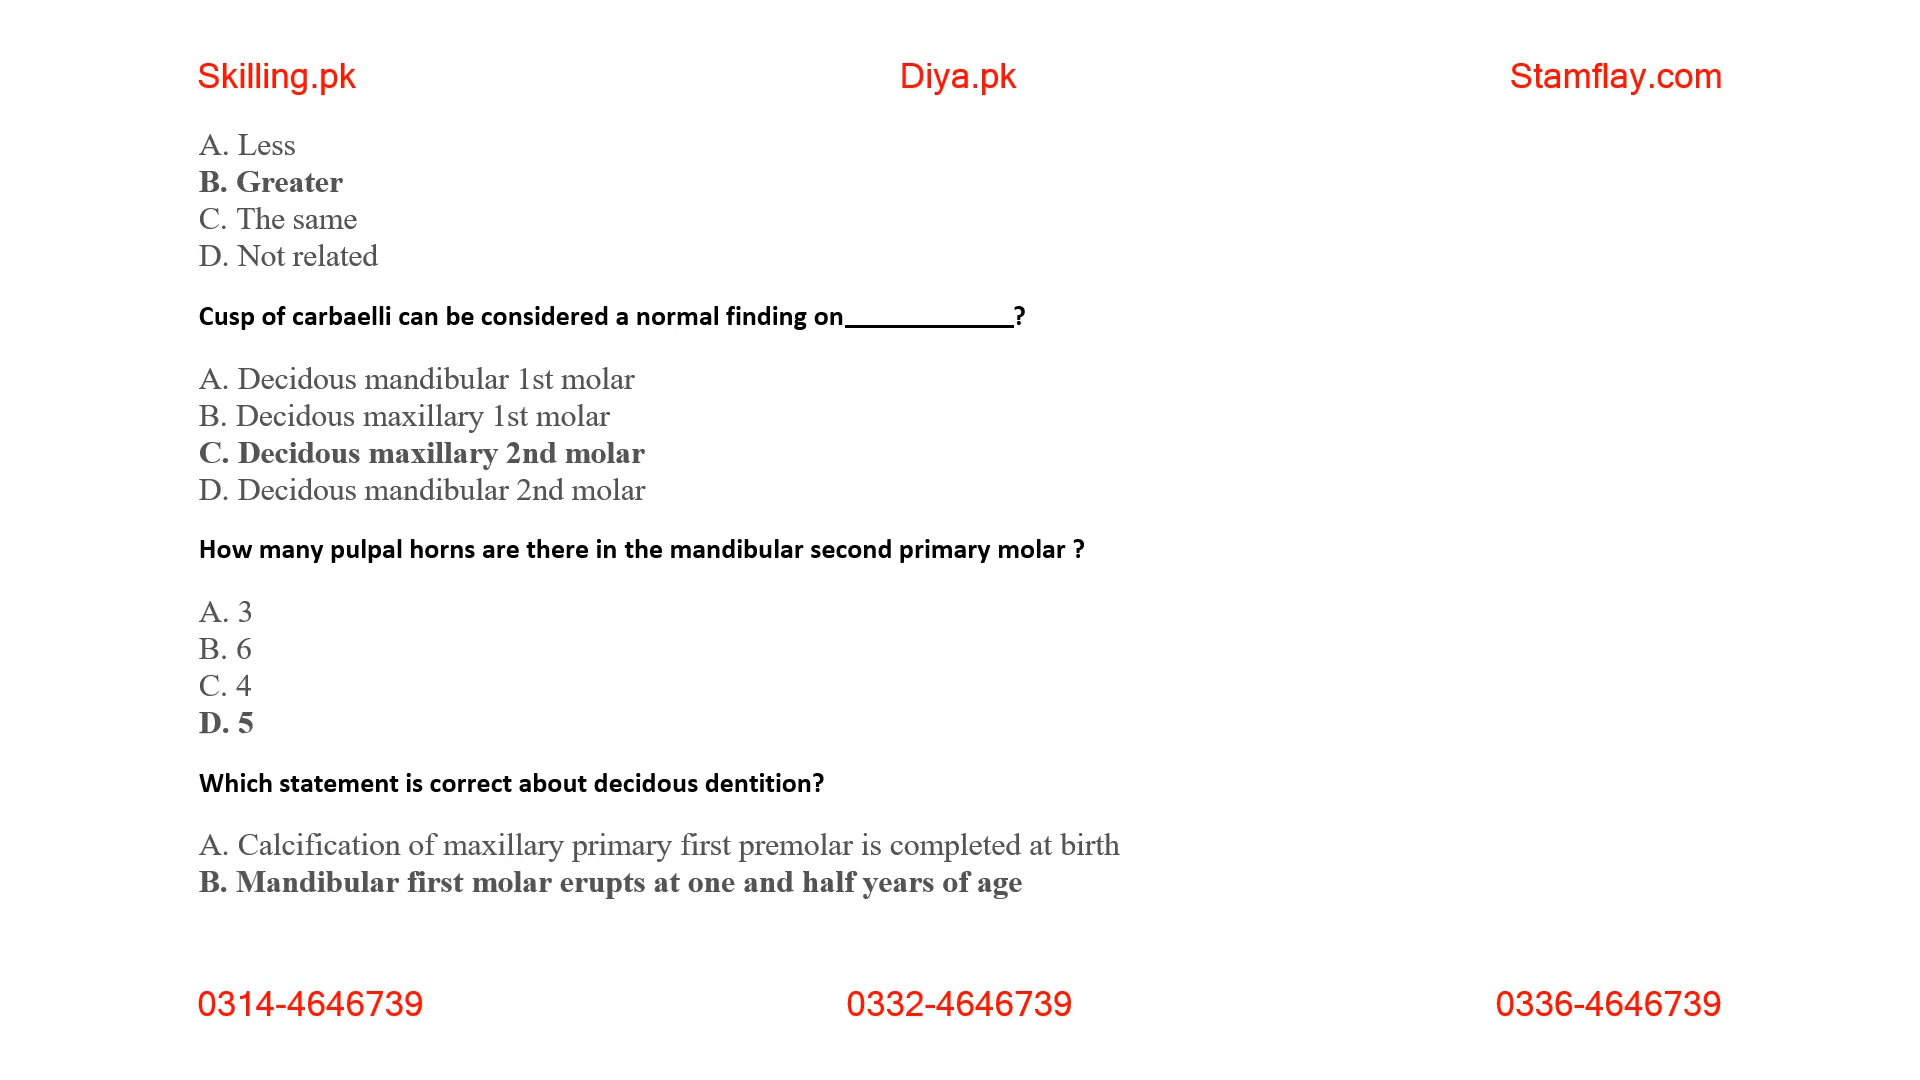 Skilling.pk Diya.pk Stamflay.com
A. Less
B. Greater
C. The same
D. Not related
Cusp of carbaelli can be considered a normal finding on____________?
A. Decidous mandibular 1st molar
B. Decidous maxillary 1st molar
C. Decidous maxillary 2nd molar
D. Decidous mandibular 2nd molar
How many pulpal horns are there in the mandibular second primary molar ?
A. 3
B. 6
C. 4
D. 5
Which statement is correct about decidous dentition?
A. Calcification of maxillary primary first premolar is completed at birth
B. Mandibular first molar erupts at one and half years of age
0314-4646739 0332-4646739 0336-4646739